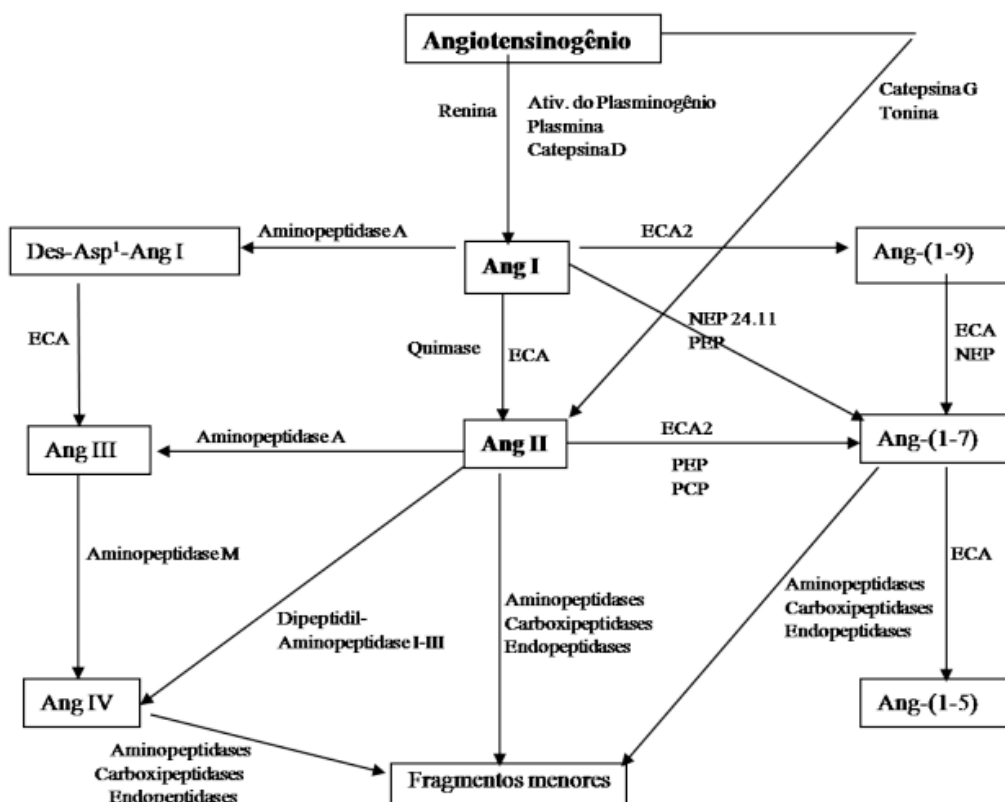 Angiotensinogênio
Renina
Ativ. do Plasminogênio
Plasmina
Catepsina D
Catepsina G
Tonina
Des-Asp¹-Ang I
Aminopeptidase A
Ang I
ECA2
Ang-(1-9)
ECA
Quimase
ECA
NEP 24.11
PEP
ECA
NEP
Ang III
Aminopeptidase A
Ang II
ECA2
PEP
PCP
Ang-(1-7)
Aminopeptidase M
Dipeptidil-
Aminopeptidase I-III
Aminopeptidases
Carboxipeptidases
Endopeptidases
Aminopeptidases
Carboxipeptidases
Endopeptidases
ECA
Ang IV
Ang-(1-5)
Aminopeptidases
Carboxipeptidases
Endopeptidases
Fragmentos menores